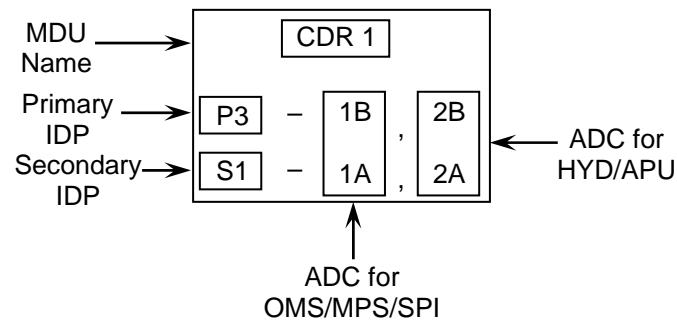 MDU
Name
CDR 1
Primary
IDP
P3 – 1B , 2B
Secondary
IDP
S1 – 1A , 2A
ADC for
HYD/APU
ADC for
OMS/MPS/SPI